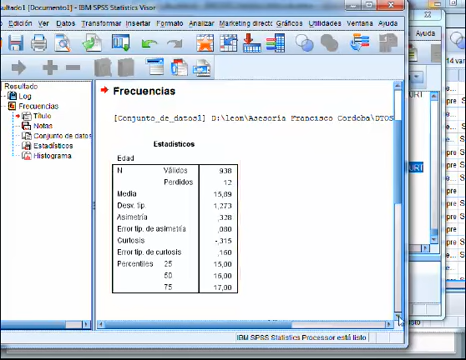 Resultado1 [Documento1] - IBM SPSS Statistics Visor
Edición Ver Datos Transformar Insertar Formato Analizar Marketing directo Gráficos Utilidades Ventana Ayuda
Ayuda
Resultado
Log
Frecuencias
Título
Notas
Conjunto de datos
Estadísticos
Histograma
Frecuencias
[Conjunto_de_datos1] D:\leon\Asesoria Francisco Cordoba\DTOS
Estadísticos
Edad
N Válidos 938
Perdidos 12
Media
Desv. típ. 1,273
Asimetría ,328
Error típ. de asimetría ,080
Curtosis -,315
Error típ. de curtosis ,160
Percentiles 25 15,00
50 16,00
75 17,00
IBM SPSS Statistics Processor está listo